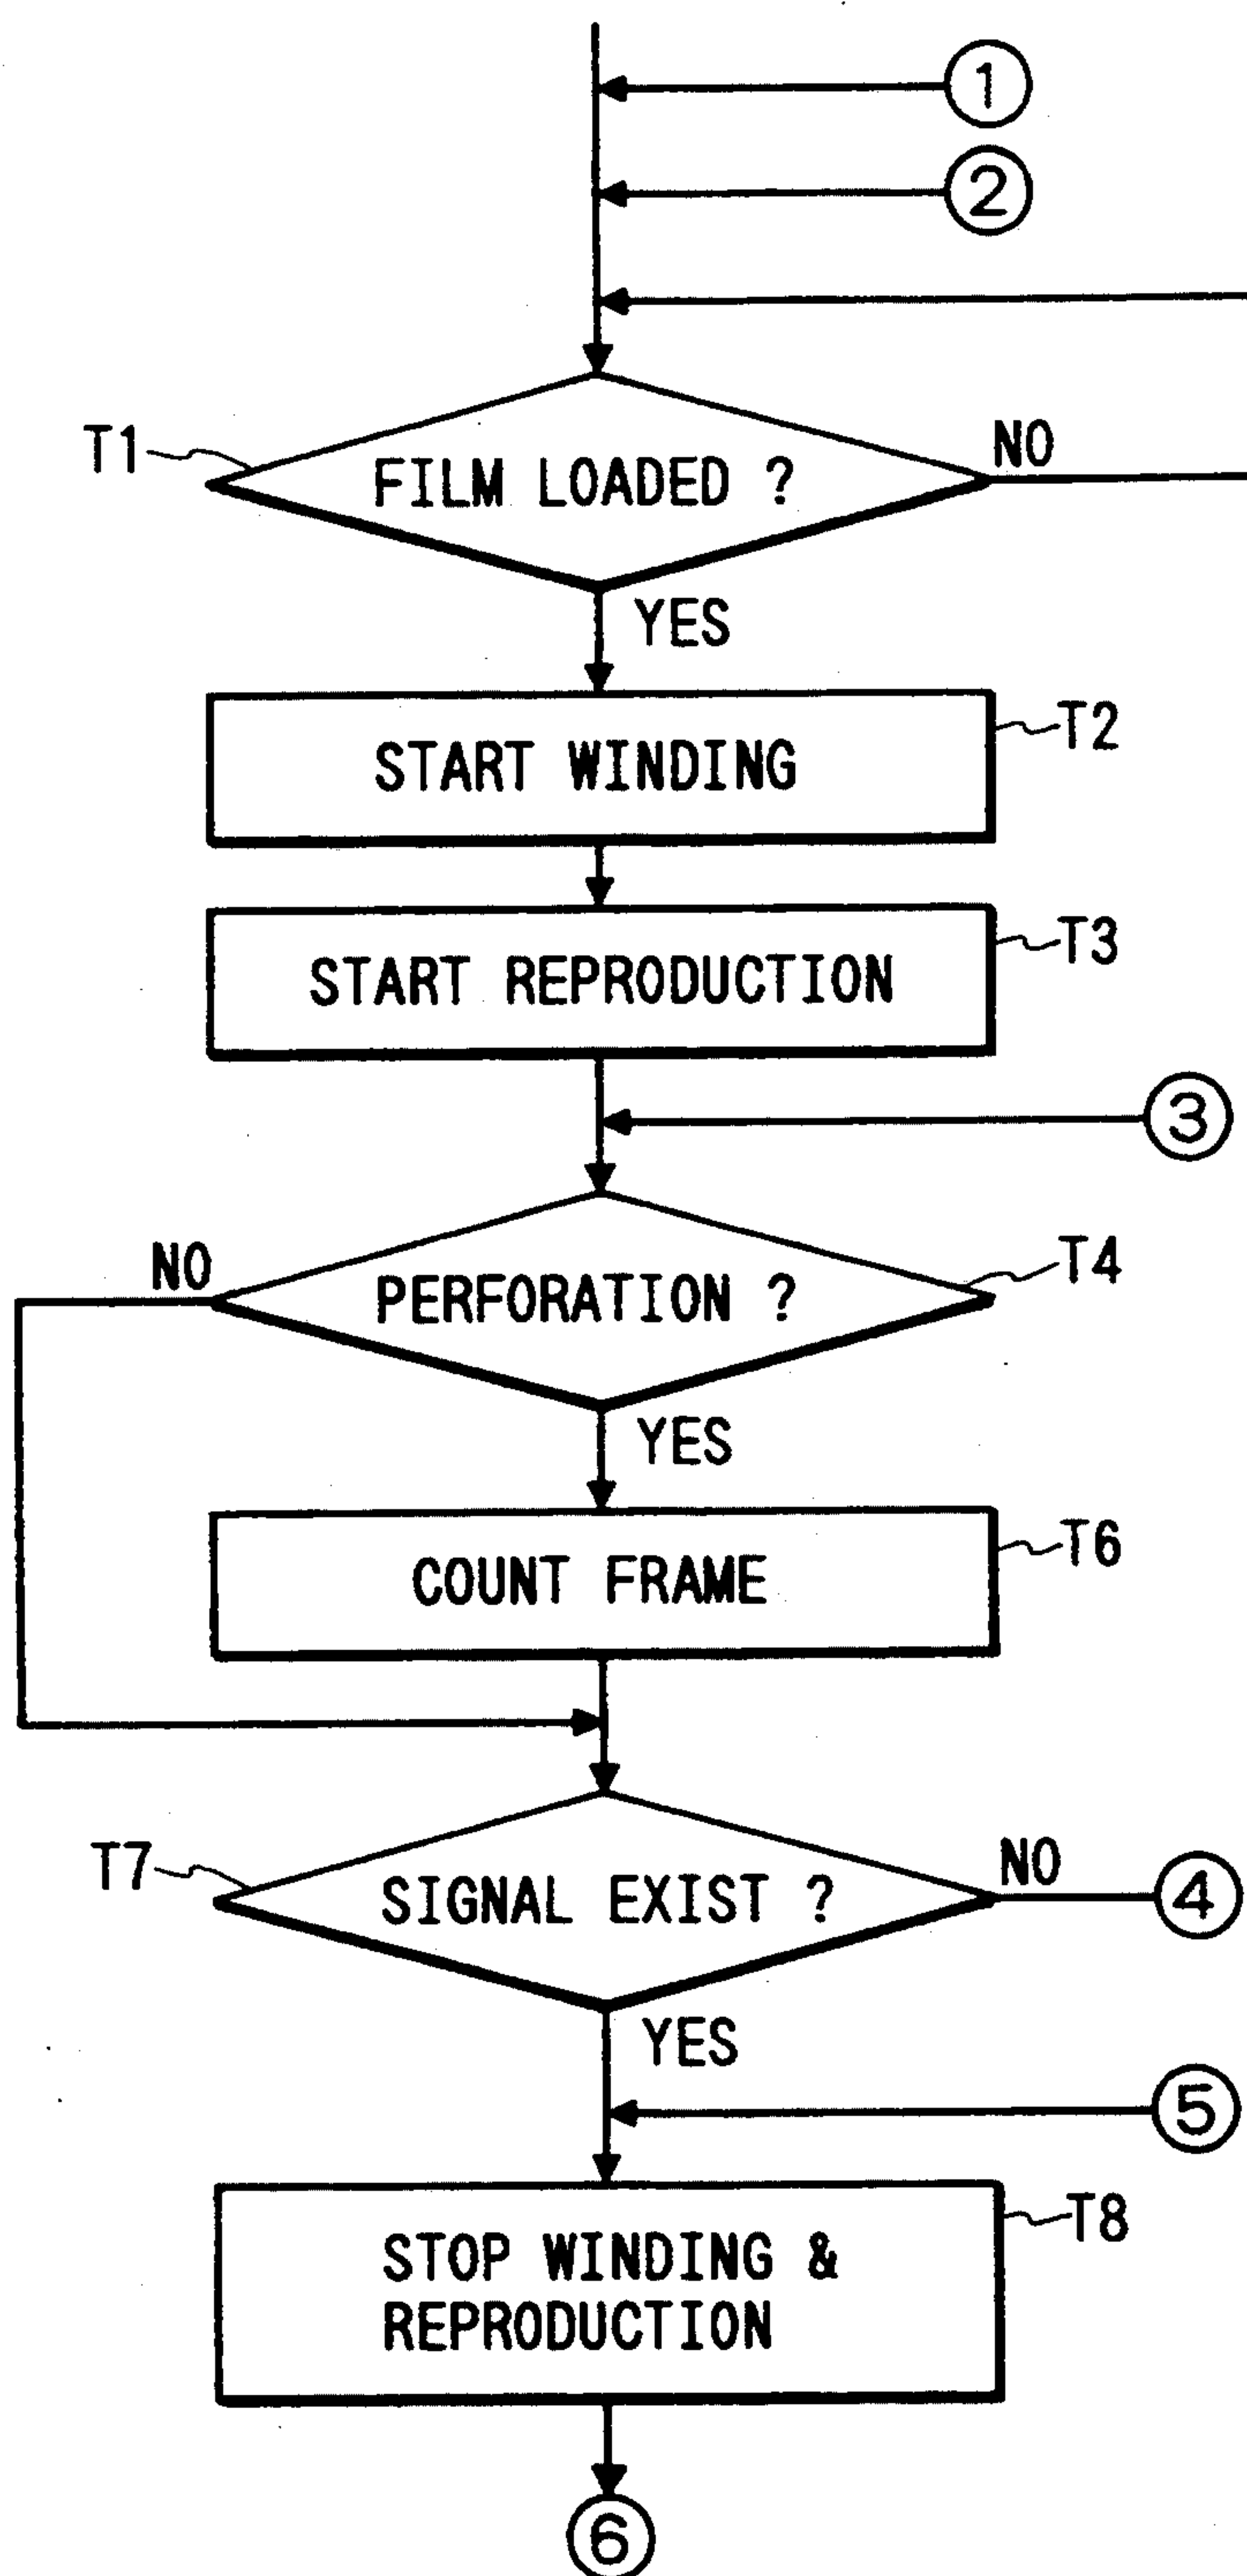 ①
②
T1
FILM LOADED ?
NO
YES
START WINDING
T2
START REPRODUCTION
T3
③
NO
PERFORATION ?
T4
YES
COUNT FRAME
T6
T7
SIGNAL EXIST ?
NO
④
YES
⑤
STOP WINDING &
REPRODUCTION
T8
⑥